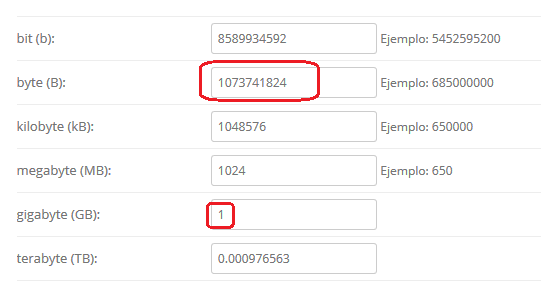 bit (b): 8589934592 Ejemplo: 5452595200
byte (B): 1073741824 Ejemplo: 685000000
kilobyte (kB): 1048576 Ejemplo: 650000
megabyte (MB): 1024 Ejemplo: 650
gigabyte (GB): 1
terabyte (TB): 0.000976563